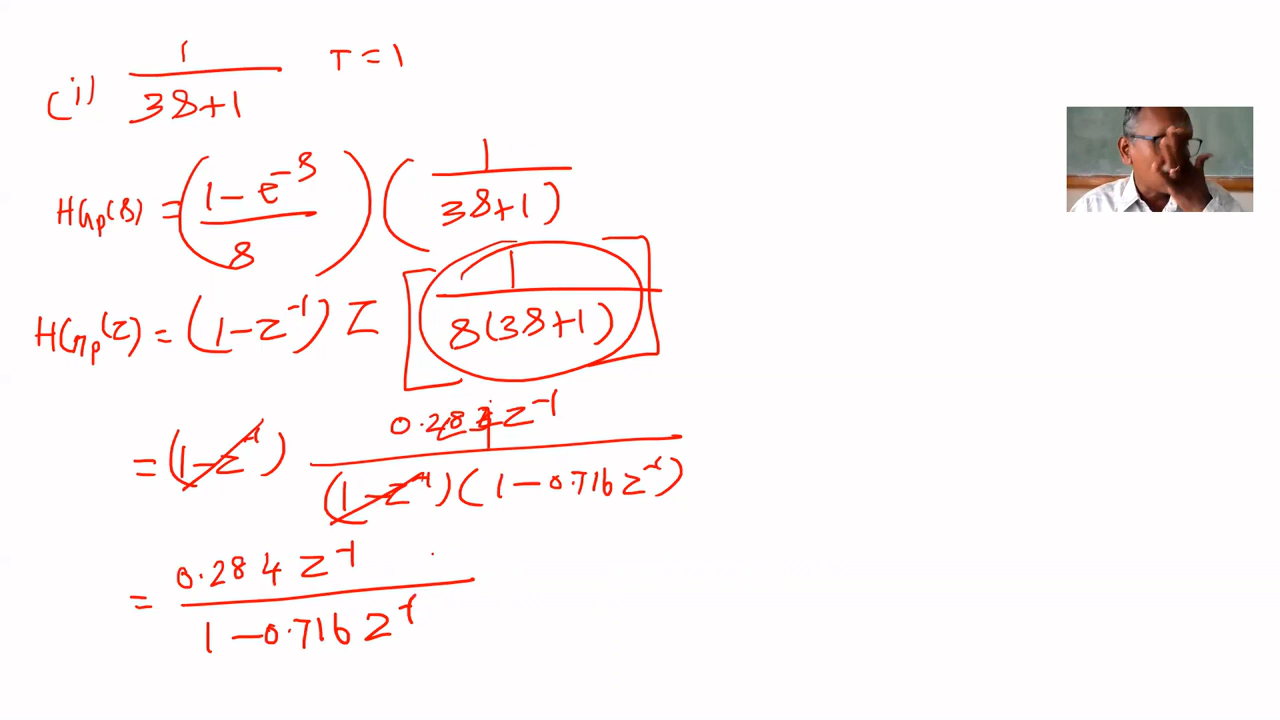 (i) 1/(3s+1) T = 1
HGp(s) = ((1 - e^-s)/s) (1/(3s+1))
HGp(z) = (1 - z^-1) Z [1/(s(3s+1))]
= (1 - z^-1) 0.284 z^-1/((1 - z^-1)(1 - 0.716 z^-1))
= 0.284 z^-1/(1 - 0.716 z^-1)